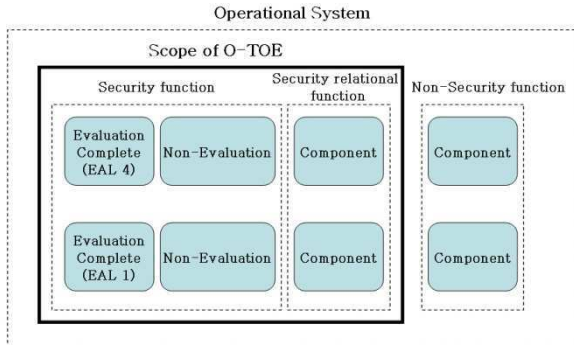 Operational System
Scope of O-TOE
Security function
Security relational
function
Non-Security function
Evaluation
Complete
(EAL 4)
Non-Evaluation
Component
Component
Evaluation
Complete
(EAL 1)
Non-Evaluation
Component
Component